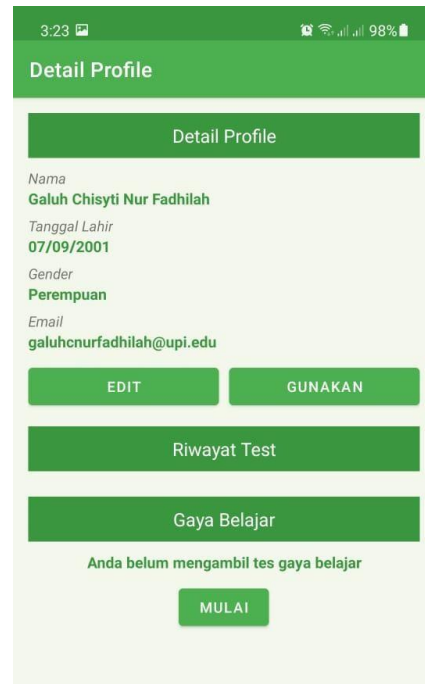 3:23 98%
Detail Profile
Detail Profile
Nama
Galuh Chisyti Nur Fadhilah
Tanggal Lahir
07/09/2001
Gender
Perempuan
Email
galuhcnurfadhilah@upi.edu
EDIT GUNAKAN
Riwayat Test
Gaya Belajar
Anda belum mengambil tes gaya belajar
MULAI